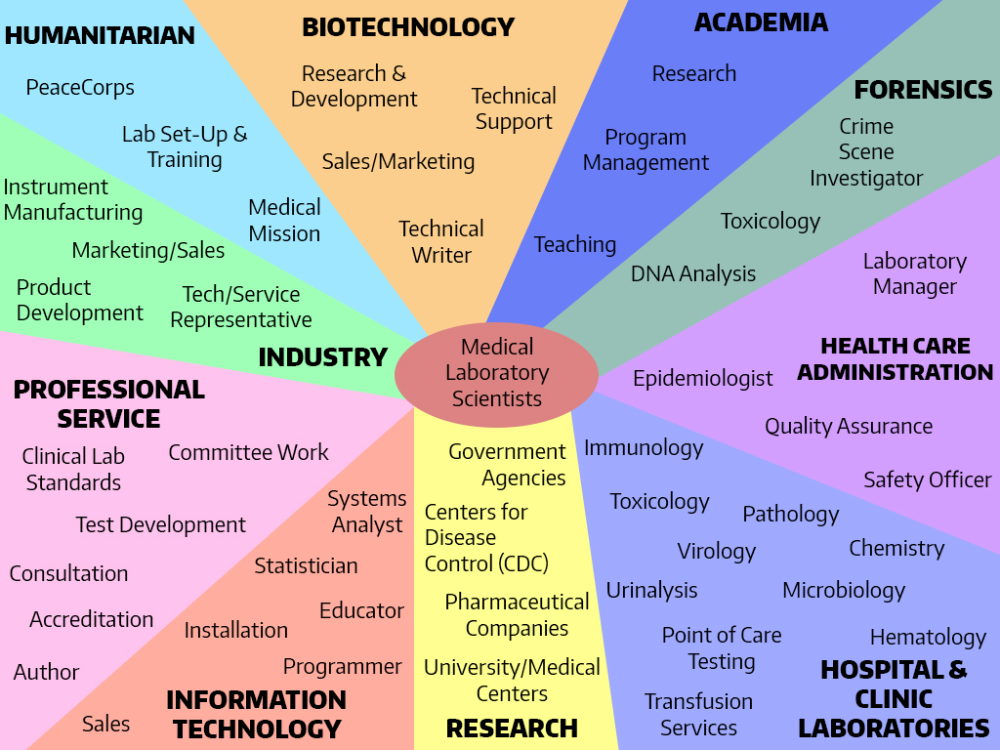 HUMANITARIAN
PeaceCorps
Lab Set-Up &
Training
Medical
Mission
BIOTECHNOLOGY
Research &
Development
Technical
Support
Sales/Marketing
Technical
Writer
ACADEMIA
Research
Program
Management
Teaching
FORENSICS
Crime
Scene
Investigator
Toxicology
DNA Analysis
Laboratory
Manager
HEALTH CARE
ADMINISTRATION
Epidemiologist
Quality Assurance
Safety Officer
Instrument
Manufacturing
Marketing/Sales
Product
Development
Tech/Service
Representative
INDUSTRY
Medical
Laboratory
Scientists
PROFESSIONAL
SERVICE
Clinical Lab
Standards
Committee Work
Test Development
Consultation
Accreditation
Author
Systems
Analyst
Statistician
Educator
Installation
Programmer
INFORMATION
TECHNOLOGY
Sales
Government
Agencies
Centers for
Disease
Control (CDC)
Pharmaceutical
Companies
University/Medical
Centers
RESEARCH
Immunology
Toxicology
Pathology
Virology
Chemistry
Urinalysis
Microbiology
Point of Care
Testing
Hematology
Transfusion
Services
HOSPITAL &
CLINIC
LABORATORIES